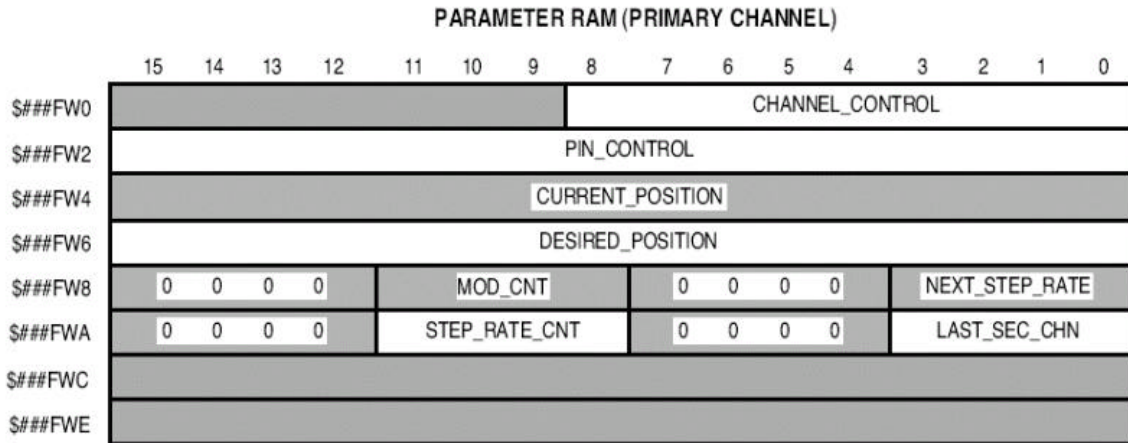 PARAMETER RAM (PRIMARY CHANNEL)
15 14 13 12 11 10 9 8 7 6 5 4 3 2 1 0
$###FW0 CHANNEL_CONTROL
$###FW2 PIN_CONTROL
$###FW4 CURRENT_POSITION
$###FW6 DESIRED_POSITION
$###FW8 0 0 0 0 MOD_CNT 0 0 0 0 NEXT_STEP_RATE
$###FWA 0 0 0 0 STEP_RATE_CNT 0 0 0 0 LAST_SEC_CHN
$###FWC
$###FWE